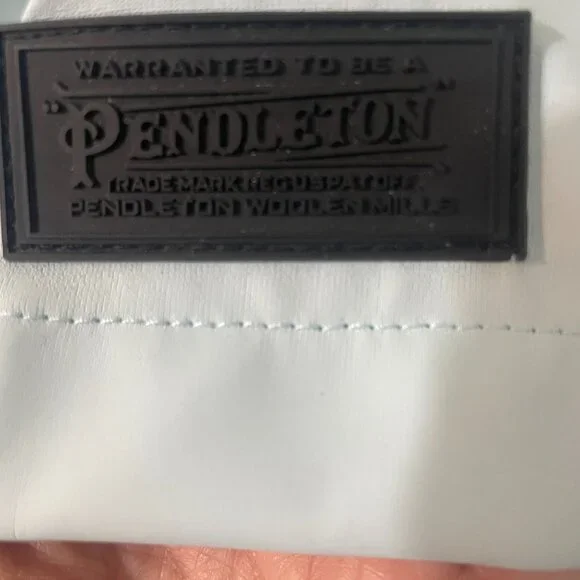 WARRANTED TO BE A
"PENDLETON"
TRADE MARK REG US PAT OFF.
PENDLETON WOOLEN MILLS